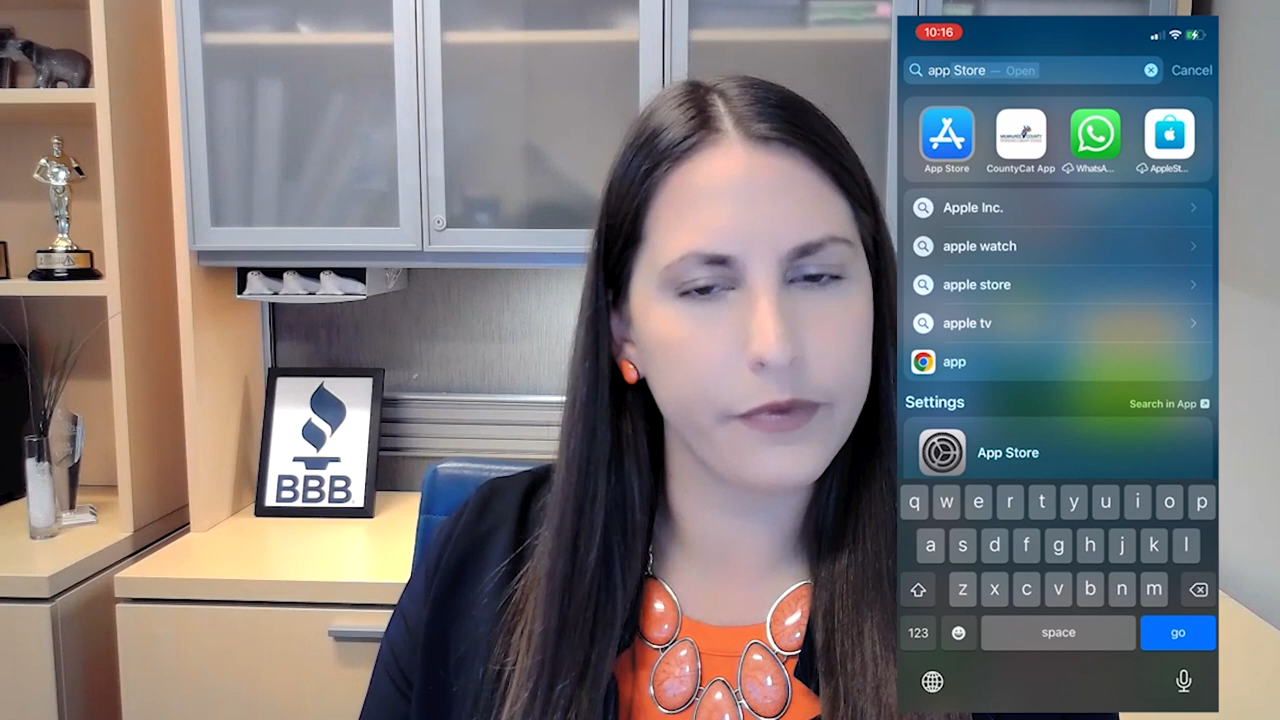 10:16
app Store — Open
Cancel
App Store
CountyCat App
WhatsA...
AppleSt...
Apple Inc.
apple watch
apple store
apple tv
app
Settings
Search in App
App Store
q w e r t y u i o p
a s d f g h j k l
z x c v b n m
123
space
go
BBB